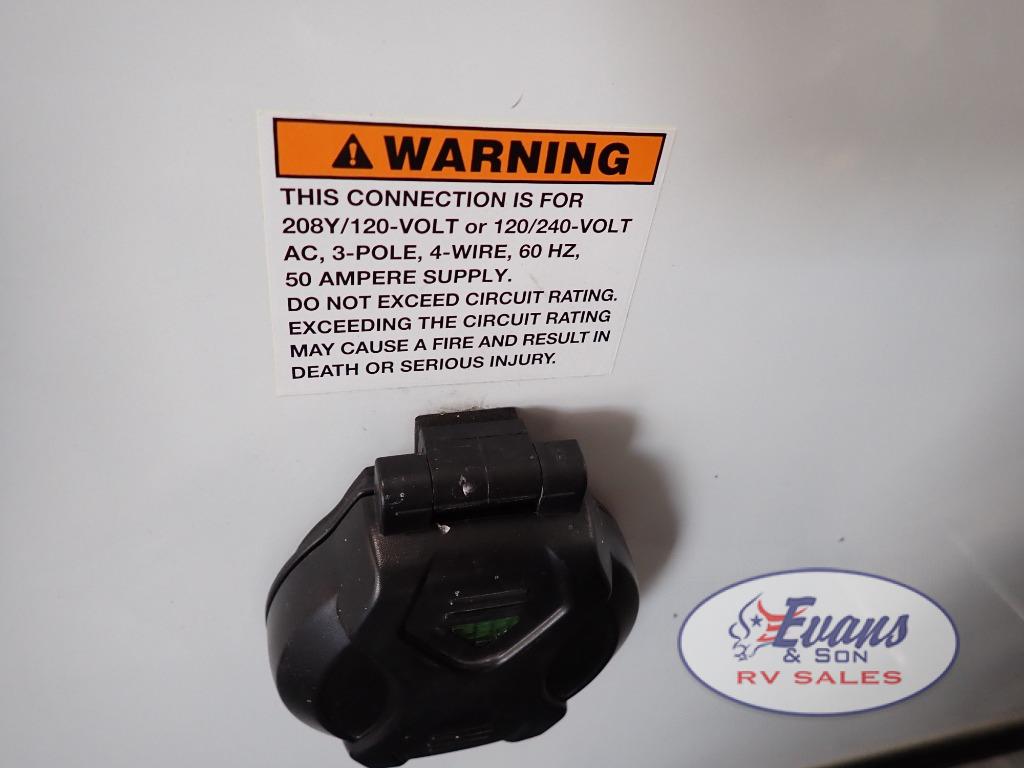 WARNING
THIS CONNECTION IS FOR
208Y/120-VOLT or 120/240-VOLT
AC, 3-POLE, 4-WIRE, 60 HZ,
50 AMPERE SUPPLY.
DO NOT EXCEED CIRCUIT RATING.
EXCEEDING THE CIRCUIT RATING
MAY CAUSE A FIRE AND RESULT IN
DEATH OR SERIOUS INJURY.
Evans
& SON
RV SALES